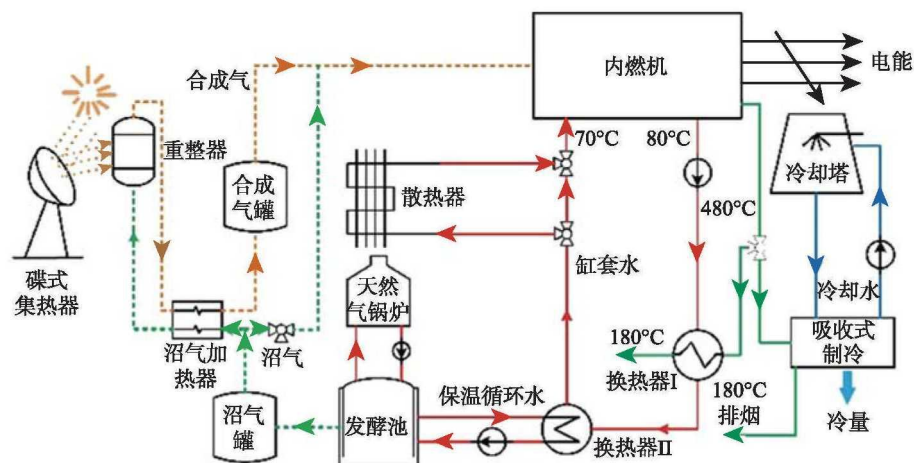 内燃机
电能
合成气
重整器
70℃
80℃
合成
气罐
散热器
480℃
冷却塔
碟式
集热器
天然
气锅炉
缸套水
冷却水
沼气加
热器
沼气
180℃
换热器Ⅰ
吸收式
制冷
保温循环水
180℃
排烟
冷量
沼气
罐
发酵池
换热器Ⅱ